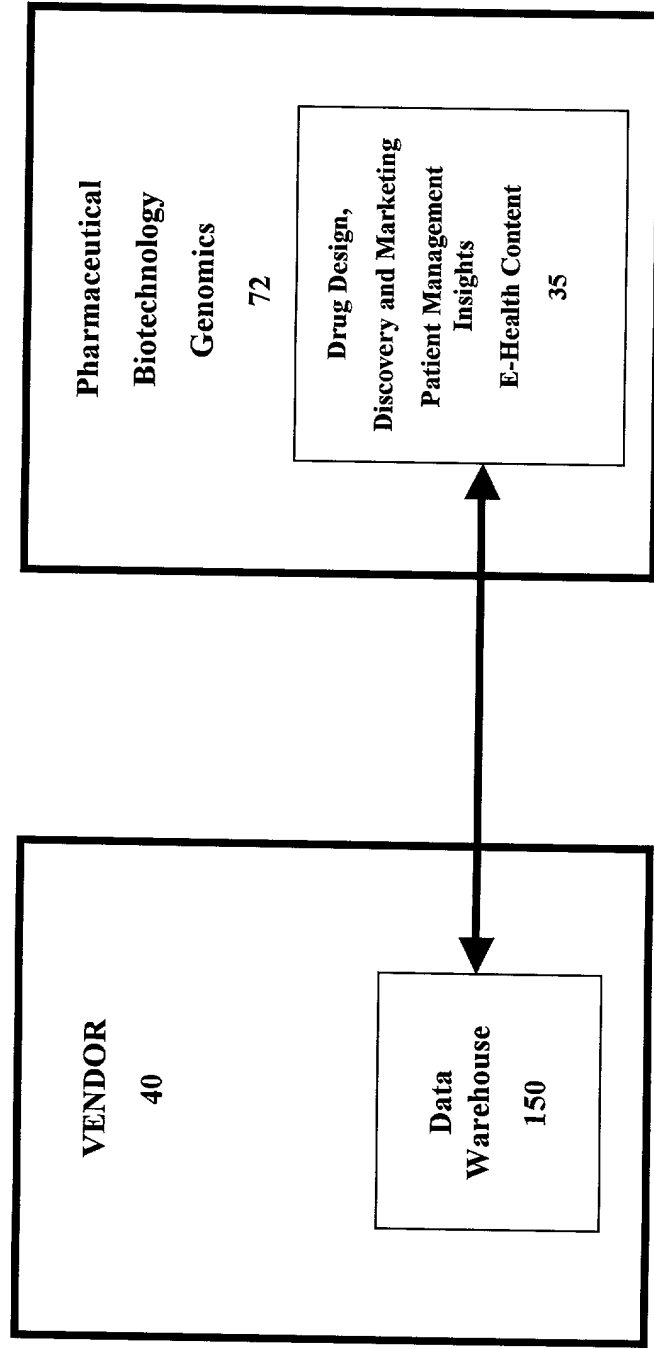 VENDOR
40
Data
Warehouse
150
Pharmaceutical
Biotechnology
Genomics
72
Drug Design,
Discovery and Marketing
Patient Management
Insights
E-Health Content
35